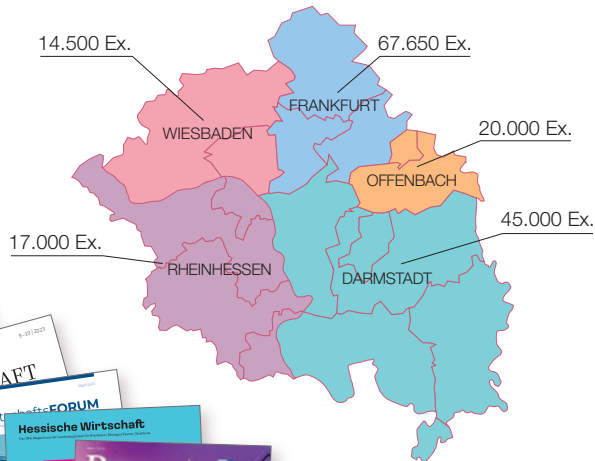 14.500 Ex.
67.650 Ex.
FRANKFURT
WIESBADEN
20.000 Ex.
OFFENBACH
45.000 Ex.
17.000 Ex.
RHEINHESSEN
DARMSTADT
AFT
FORUM
Hessische Wirtschaft